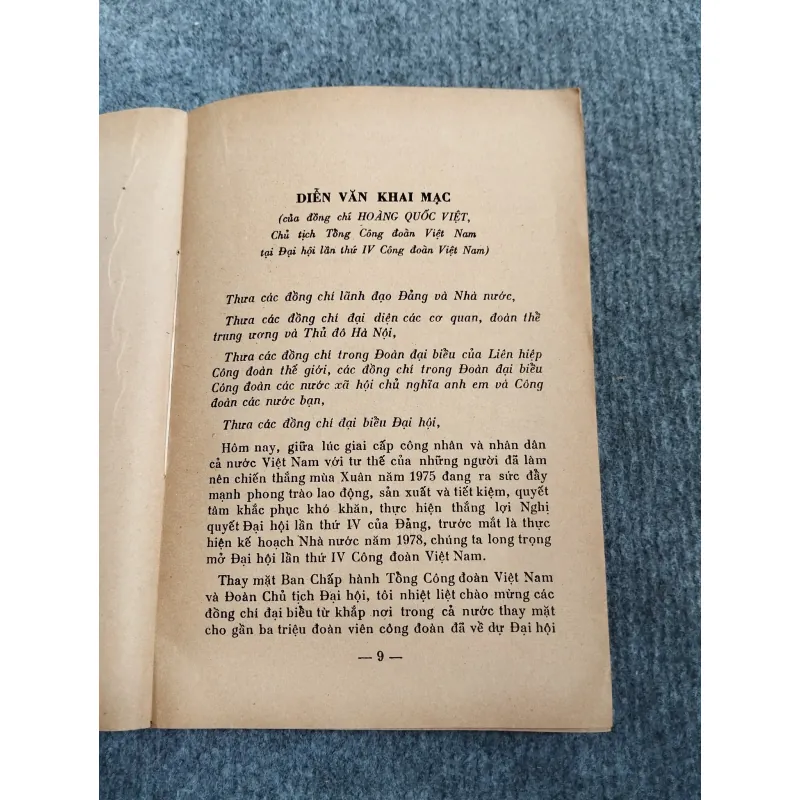 DIỄN VĂN KHAI MẠC
(của đồng chí HOÀNG QUỐC VIỆT,
Chủ tịch Tổng Công đoàn Việt Nam
tại Đại hội lần thứ IV Công đoàn Việt Nam)
Thưa các đồng chí lãnh đạo Đảng và Nhà nước,
Thưa các đồng chí đại diện các cơ quan, đoàn thể
trung ương và Thủ đô Hà Nội,
Thưa các đồng chí trong Đoàn đại biểu của Liên hiệp
Công đoàn thế giới, các đồng chí trong Đoàn đại biểu
Công đoàn các nước xã hội chủ nghĩa anh em và Công
đoàn các nước bạn,
Thưa các đồng chí đại biểu Đại hội,
Hôm nay, giữa lúc giai cấp công nhân và nhân dân
cả nước Việt Nam với tư thế của những người đã làm
nên chiến thắng mùa Xuân năm 1975 đang ra sức đẩy
mạnh phong trào lao động, sản xuất và tiết kiệm, quyết
tâm khắc phục khó khăn, thực hiện thắng lợi Nghị
quyết Đại hội lần thứ IV của Đảng, trước mắt là thực
hiện kế hoạch Nhà nước năm 1978, chúng ta long trọng
mở Đại hội lần thứ IV Công đoàn Việt Nam.
Thay mặt Ban Chấp hành Tổng Công đoàn Việt Nam
và Đoàn Chủ tịch Đại hội, tôi nhiệt liệt chào mừng các
đồng chí đại biểu từ khắp nơi trong cả nước thay mặt
cho gần ba triệu đoàn viên công đoàn đã về dự Đại hội
— 9 —